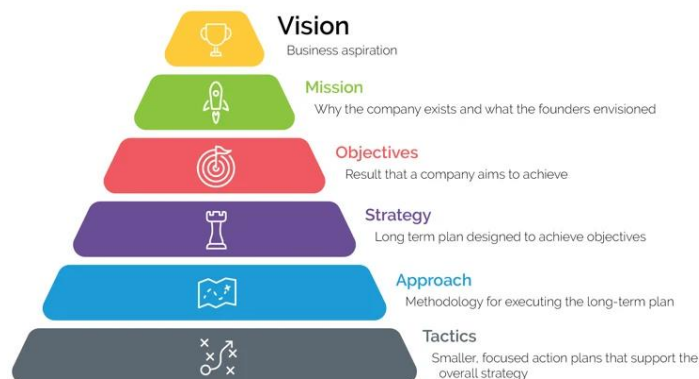 Vision
Business aspiration
Mission
Why the company exists and what the founders envisioned
Objectives
Result that a company aims to achieve
Strategy
Long term plan designed to achieve objectives
Approach
Methodology for executing the long-term plan
Tactics
Smaller, focused action plans that support the
overall strategy